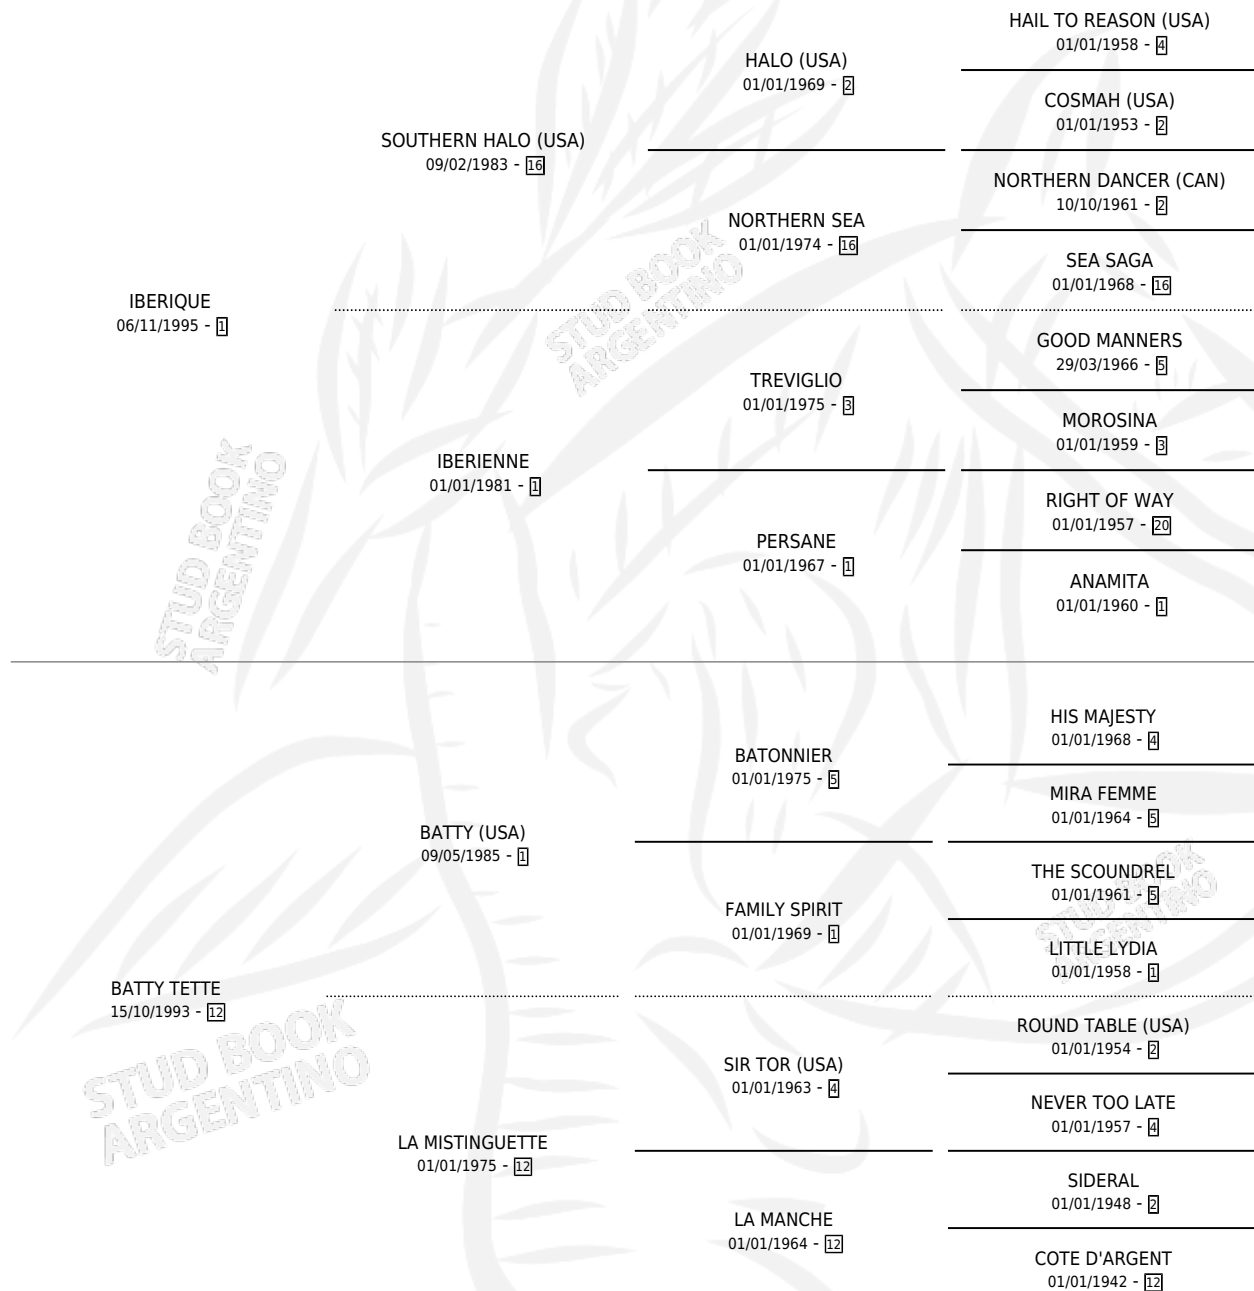 HAIL TO REASON (USA)
01/01/1958 - 4
HALO (USA)
01/01/1969 - 2
COSMAH (USA)
01/01/1953 - 2
SOUTHERN HALO (USA)
09/02/1983 - 16
NORTHERN DANCER (CAN)
10/10/1961 - 2
NORTHERN SEA
01/01/1974 - 16
SEA SAGA
01/01/1968 - 16
IBERIQUE
06/11/1995 - 1
GOOD MANNERS
29/03/1966 - 5
TREVIGLIO
01/01/1975 - 3
MOROSINA
01/01/1959 - 3
IBERIENNE
01/01/1981 - 1
RIGHT OF WAY
01/01/1957 - 20
PERSANE
01/01/1967 - 1
ANAMITA
01/01/1960 - 1
HIS MAJESTY
01/01/1968 - 4
BATONNIER
01/01/1975 - 5
MIRA FEMME
01/01/1964 - 5
BATTY (USA)
09/05/1985 - 1
THE SCOUNDREL
01/01/1961 - 5
FAMILY SPIRIT
01/01/1969 - 1
LITTLE LYDIA
01/01/1958 - 1
BATTY TETTE
15/10/1993 - 12
ROUND TABLE (USA)
01/01/1954 - 2
SIR TOR (USA)
01/01/1963 - 4
NEVER TOO LATE
01/01/1957 - 4
LA MISTINGUETTE
01/01/1975 - 12
SIDERAL
01/01/1948 - 2
LA MANCHE
01/01/1964 - 12
COTE D'ARGENT
01/01/1942 - 12
STUD BOOK
ARGENTINO
STUD BOOK
ARGENTINO
STUD BOOK
ARGENTINO
STUD BOOK
ARGENTINO